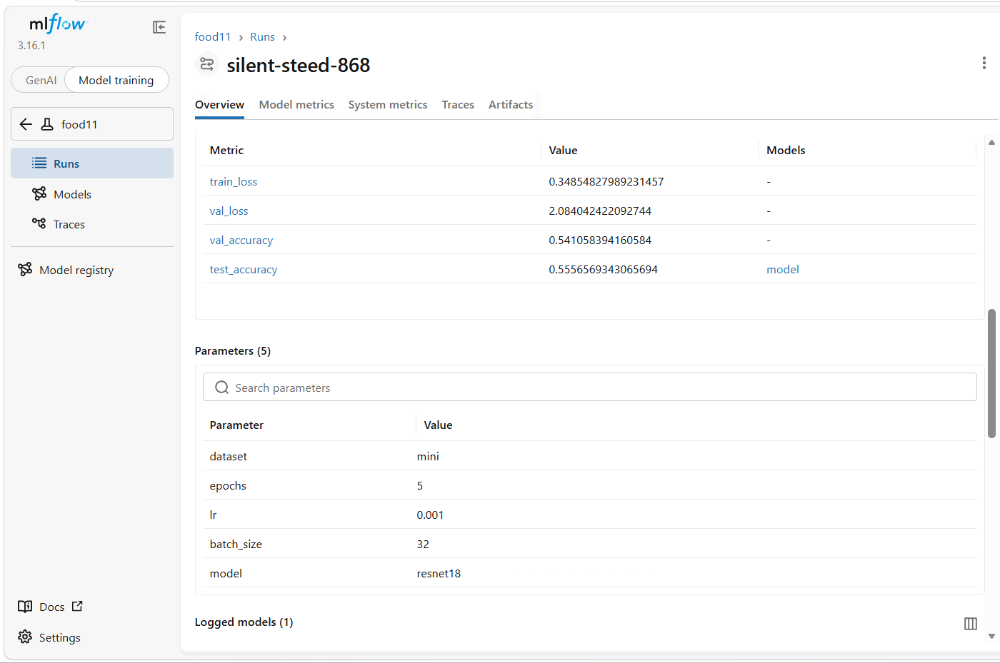 mlflow
3.16.1
GenAI
Model training
food11
Runs
Models
Traces
Model registry
Docs
Settings
food11 › Runs ›
silent-steed-868
Overview Model metrics System metrics Traces Artifacts
Metric Value Models
train_loss 0.34854827989231457 -
val_loss 2.084042422092744 -
val_accuracy 0.541058394160584 -
test_accuracy 0.5556569343065694 model
Parameters (5)
Search parameters
Parameter Value
dataset mini
epochs 5
lr 0.001
batch_size 32
model resnet18
Logged models (1)